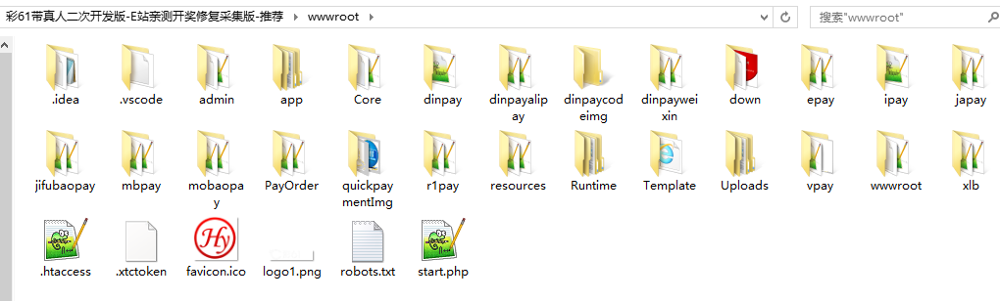 彩61带真人二次开发版-E站亲测开奖修复采集版-推荐 wwwroot 搜索"wwwroot"
.idea .vscode admin app Core dinpay dinpayalipay dinpaycodeimg dinpayweixin down epay ipay japay
jifubaopay mbpay mobaopay PayOrder quickpaymentImg r1pay resources Runtime Template Uploads vpay wwwroot xlb
.htaccess .xtctoken favicon.ico logo1.png robots.txt start.php
Hy